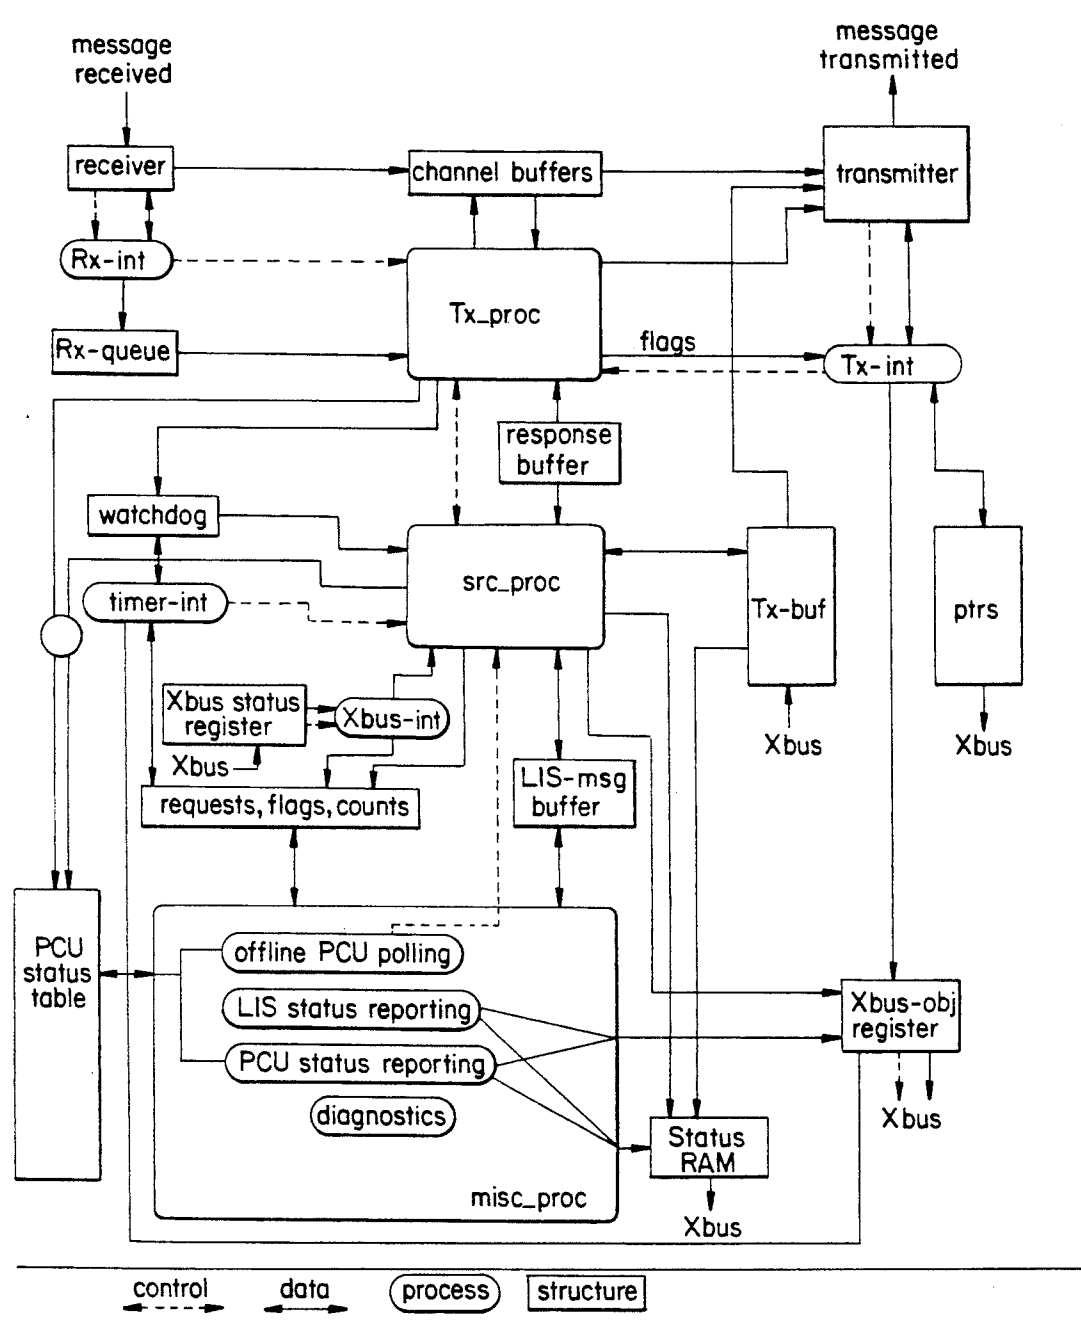 message
received
message
transmitted
receiver
channel buffers
transmitter
Rx-int
Tx_proc
flags
Rx-queue
Tx-int
response
buffer
watchdog
src_proc
timer-int
Tx-buf
ptrs
Xbus status
register
Xbus-int
Xbus
Xbus
Xbus
LIS-msg
buffer
requests, flags, counts
PCU
status
table
offline PCU polling
LIS status reporting
PCU status reporting
diagnostics
misc_proc
Xbus-obj
register
Xbus
Status
RAM
Xbus
control
data
process
structure